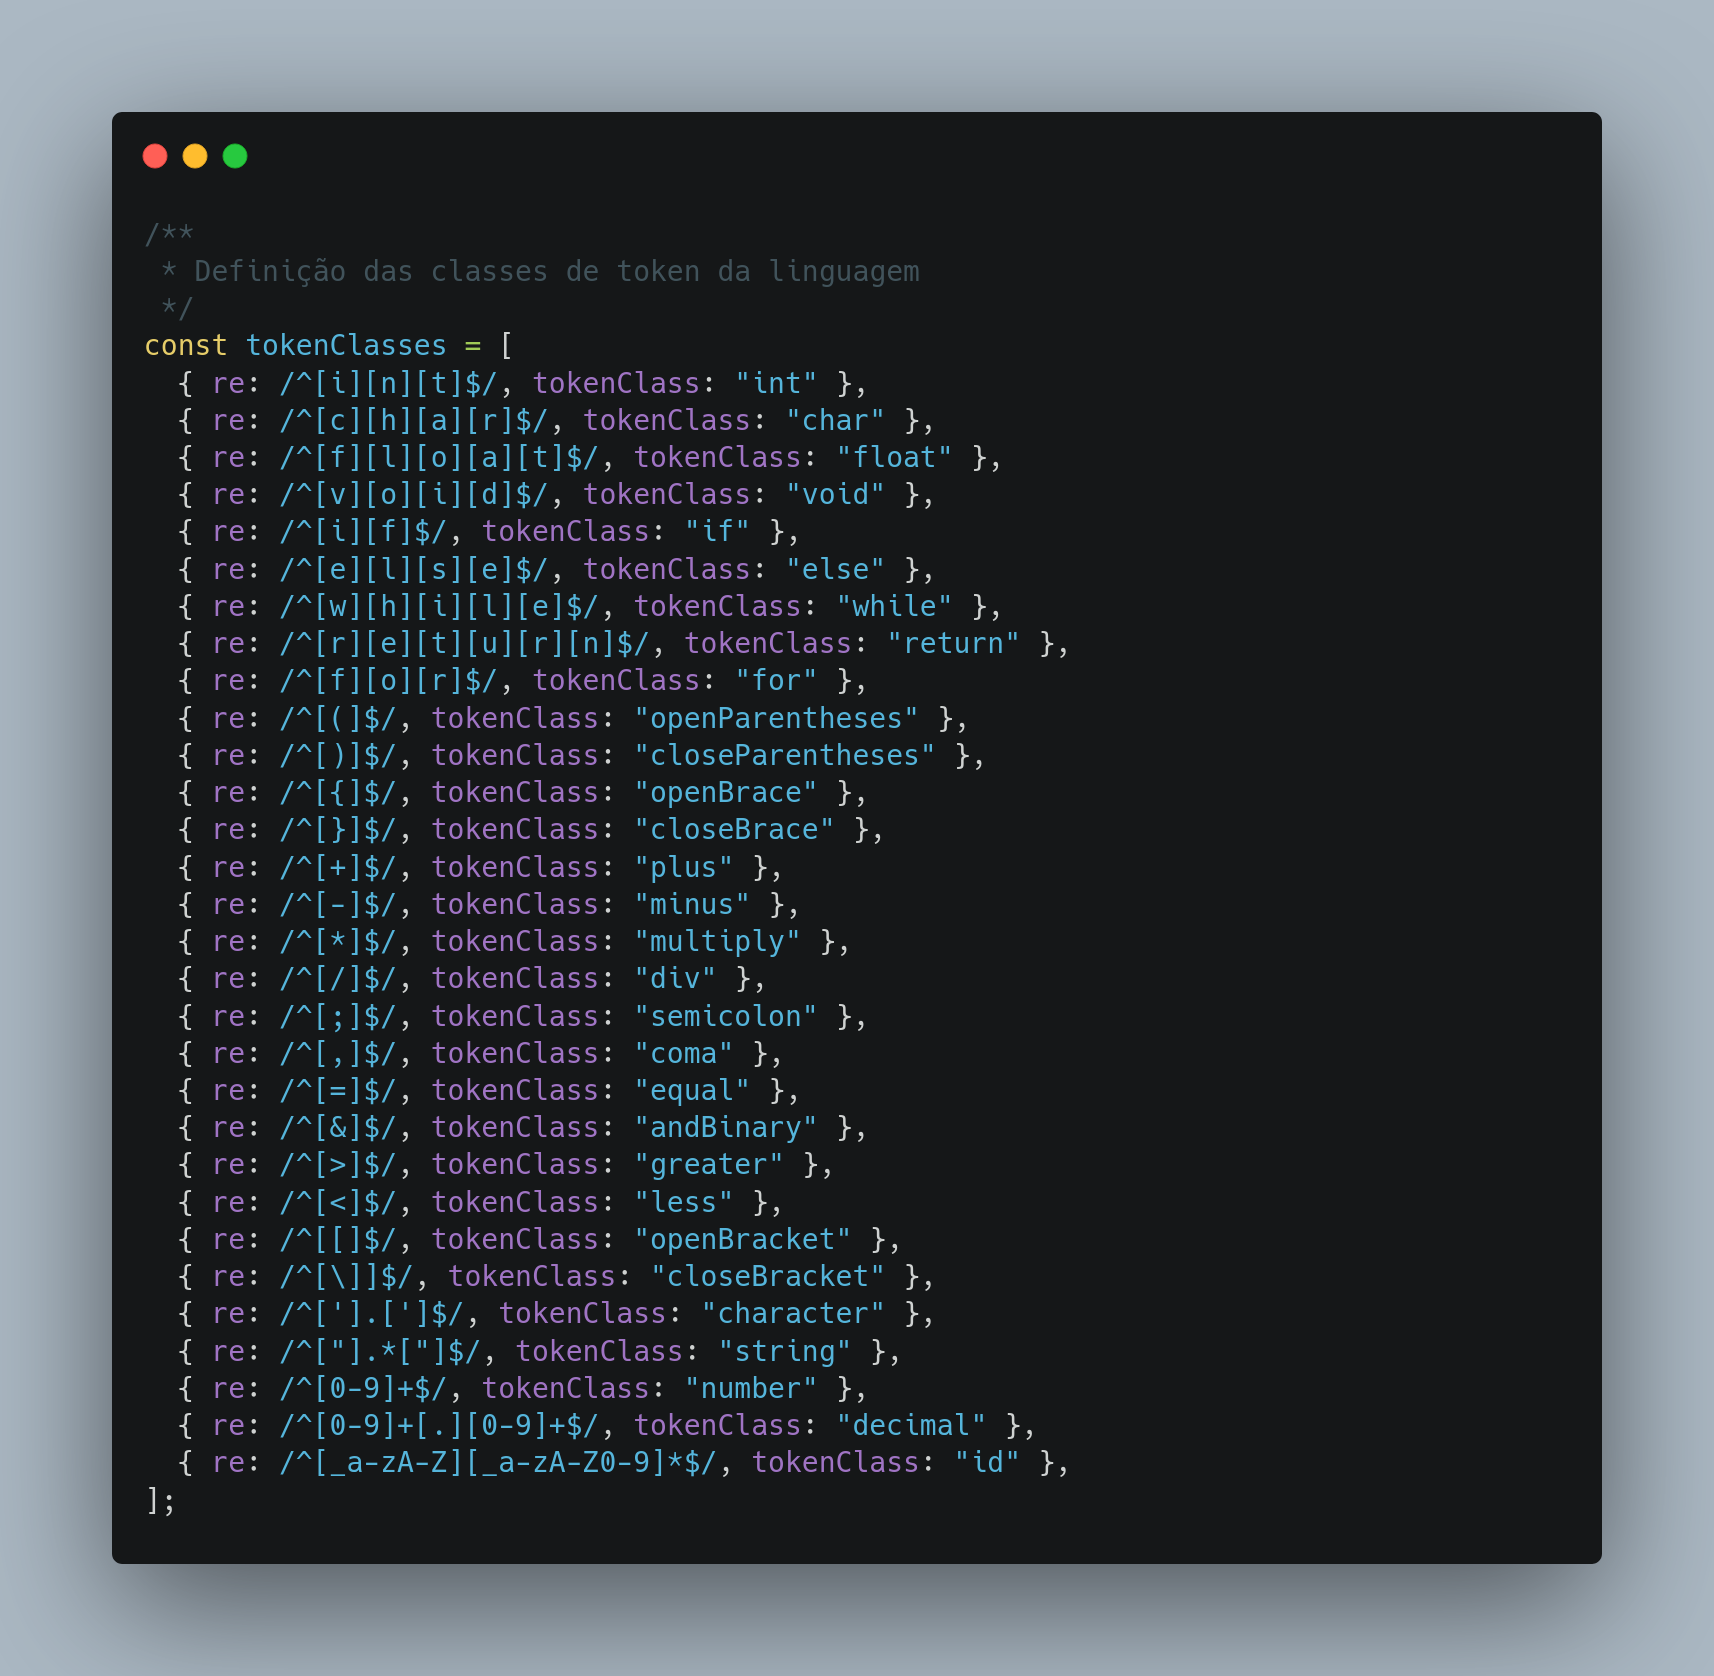 /**
 * Definição das classes de token da linguagem
 */
const tokenClasses = [
  { re: /^[i][n][t]$/, tokenClass: "int" },
  { re: /^[c][h][a][r]$/, tokenClass: "char" },
  { re: /^[f][l][o][a][t]$/, tokenClass: "float" },
  { re: /^[v][o][i][d]$/, tokenClass: "void" },
  { re: /^[i][f]$/, tokenClass: "if" },
  { re: /^[e][l][s][e]$/, tokenClass: "else" },
  { re: /^[w][h][i][l][e]$/, tokenClass: "while" },
  { re: /^[r][e][t][u][r][n]$/, tokenClass: "return" },
  { re: /^[f][o][r]$/, tokenClass: "for" },
  { re: /^[(]$/, tokenClass: "openParentheses" },
  { re: /^[)]$/, tokenClass: "closeParentheses" },
  { re: /^[{]$/, tokenClass: "openBrace" },
  { re: /^[}]$/, tokenClass: "closeBrace" },
  { re: /^[+]$/, tokenClass: "plus" },
  { re: /^[-]$/, tokenClass: "minus" },
  { re: /^[*]$/, tokenClass: "multiply" },
  { re: /^[/]$/, tokenClass: "div" },
  { re: /^[;]$/, tokenClass: "semicolon" },
  { re: /^[,]$/, tokenClass: "coma" },
  { re: /^[=]$/, tokenClass: "equal" },
  { re: /^[&]$/, tokenClass: "andBinary" },
  { re: /^[>]$/, tokenClass: "greater" },
  { re: /^[<]$/, tokenClass: "less" },
  { re: /^[[]$/, tokenClass: "openBracket" },
  { re: /^[\]]$/, tokenClass: "closeBracket" },
  { re: /^['].[']$/, tokenClass: "character" },
  { re: /^["].*["]$/, tokenClass: "string" },
  { re: /^[0-9]+$/, tokenClass: "number" },
  { re: /^[0-9]+[.][0-9]+$/, tokenClass: "decimal" },
  { re: /^[_a-zA-Z][_a-zA-Z0-9]*$/, tokenClass: "id" },
];